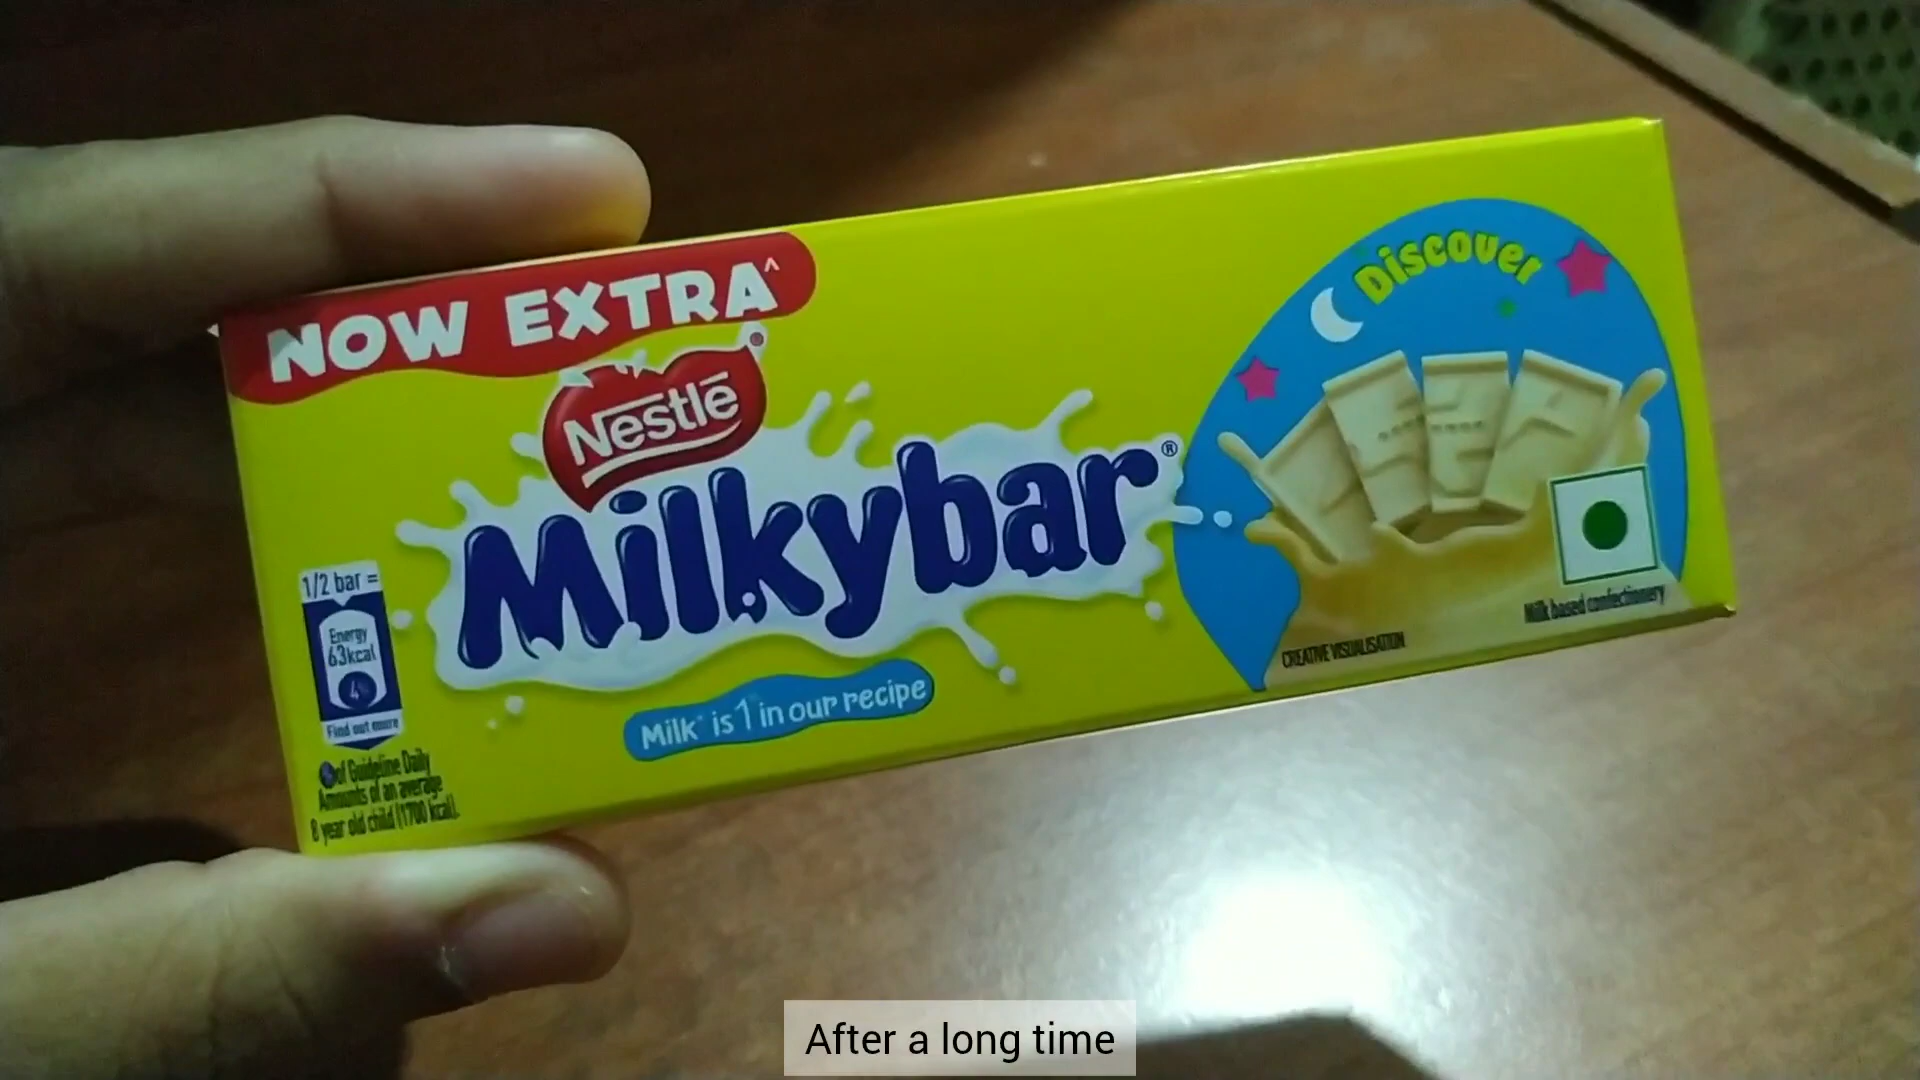 NOW EXTRA^
Nestlé®
Milkybar®
Discover
1/2 bar =
Energy
63kcal
4%
Find out more
% of Guideline Daily
Amounts of an average
8 year old child (1700 kcal).
Milk* is 1 in our recipe
CREATIVE VISUALISATION
Milk based confectionery
After a long time